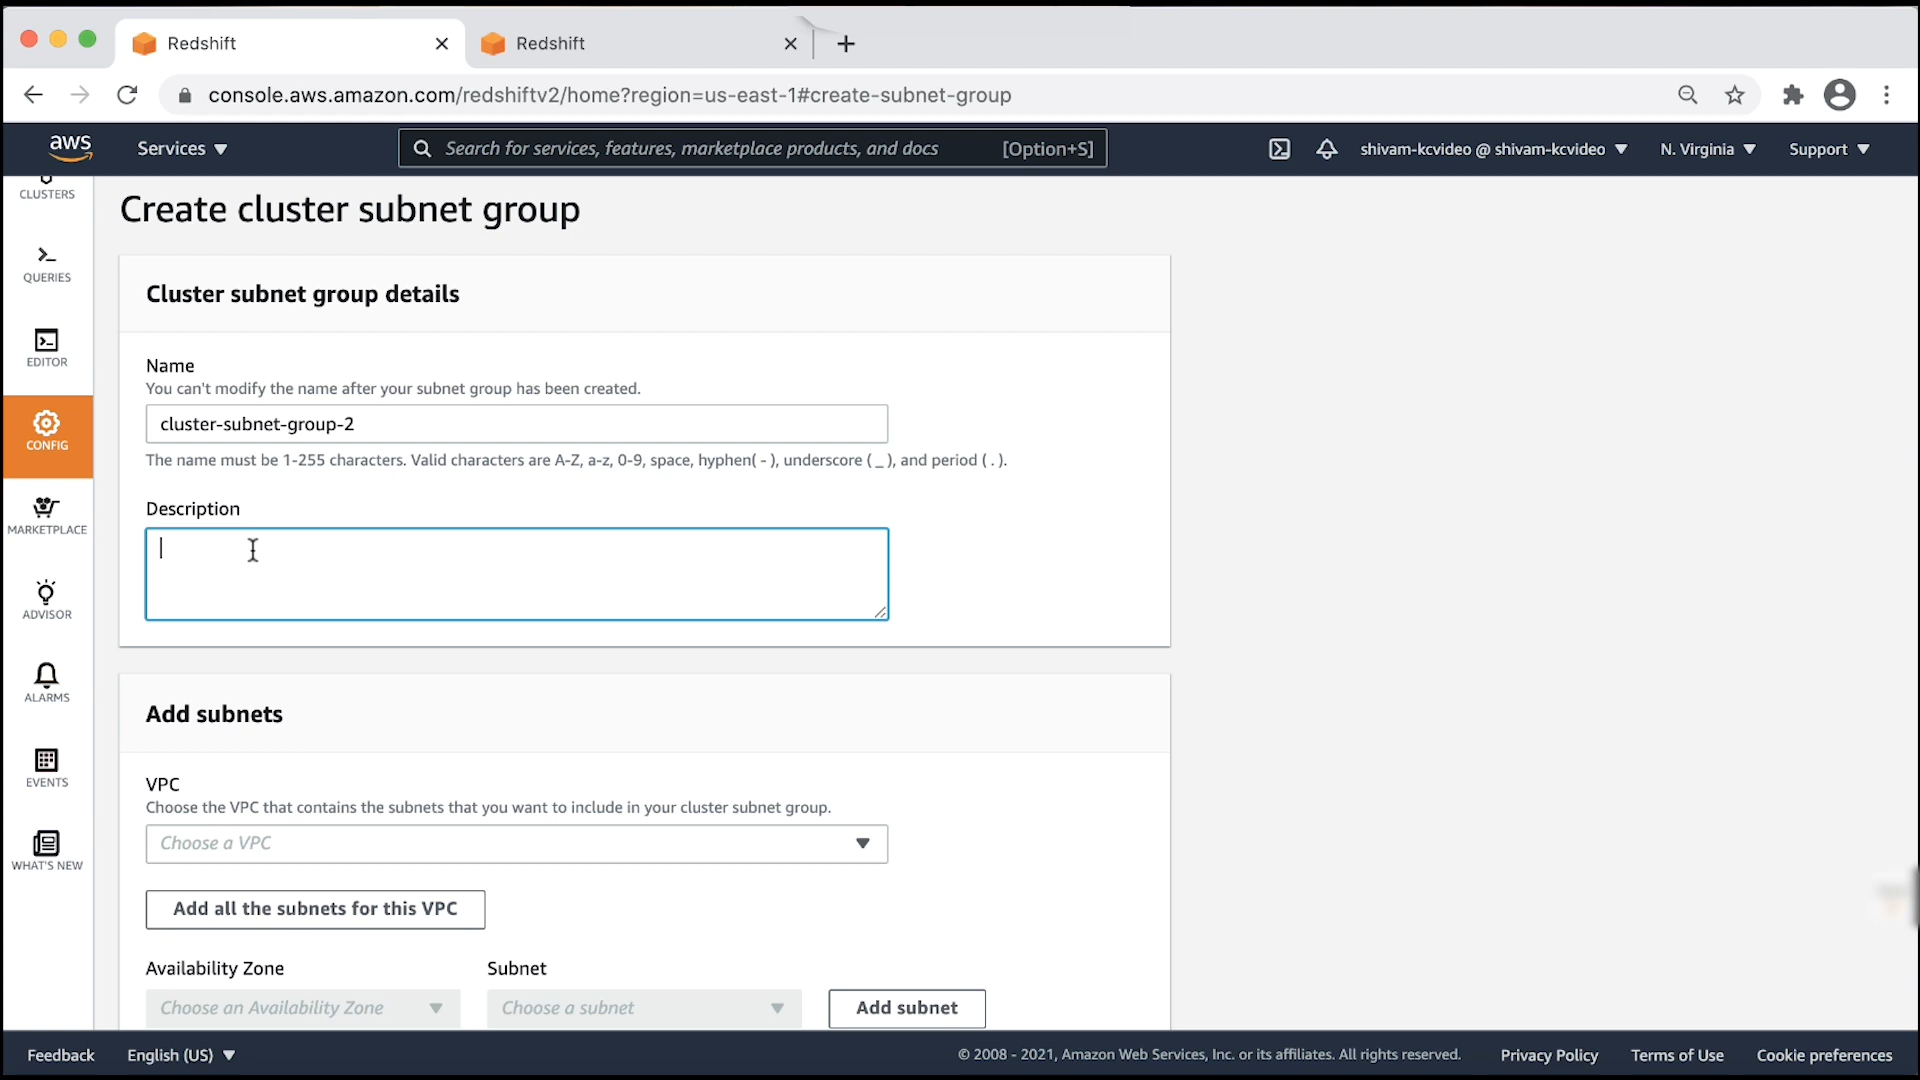 Redshift
Redshift
console.aws.amazon.com/redshiftv2/home?region=us-east-1#create-subnet-group
aws
Services
Search for services, features, marketplace products, and docs [Option+S]
shivam-kcvideo @ shivam-kcvideo
N. Virginia
Support
CLUSTERS
QUERIES
EDITOR
CONFIG
MARKETPLACE
ADVISOR
ALARMS
EVENTS
WHAT'S NEW
Create cluster subnet group
Cluster subnet group details
Name
You can't modify the name after your subnet group has been created.
cluster-subnet-group-2
The name must be 1-255 characters. Valid characters are A-Z, a-z, 0-9, space, hyphen( - ), underscore ( _ ), and period ( . ).
Description
Add subnets
VPC
Choose the VPC that contains the subnets that you want to include in your cluster subnet group.
Choose a VPC
Add all the subnets for this VPC
Availability Zone Subnet
Choose an Availability Zone Choose a subnet Add subnet
Feedback English (US) © 2008 - 2021, Amazon Web Services, Inc. or its affiliates. All rights reserved. Privacy Policy Terms of Use Cookie preferences